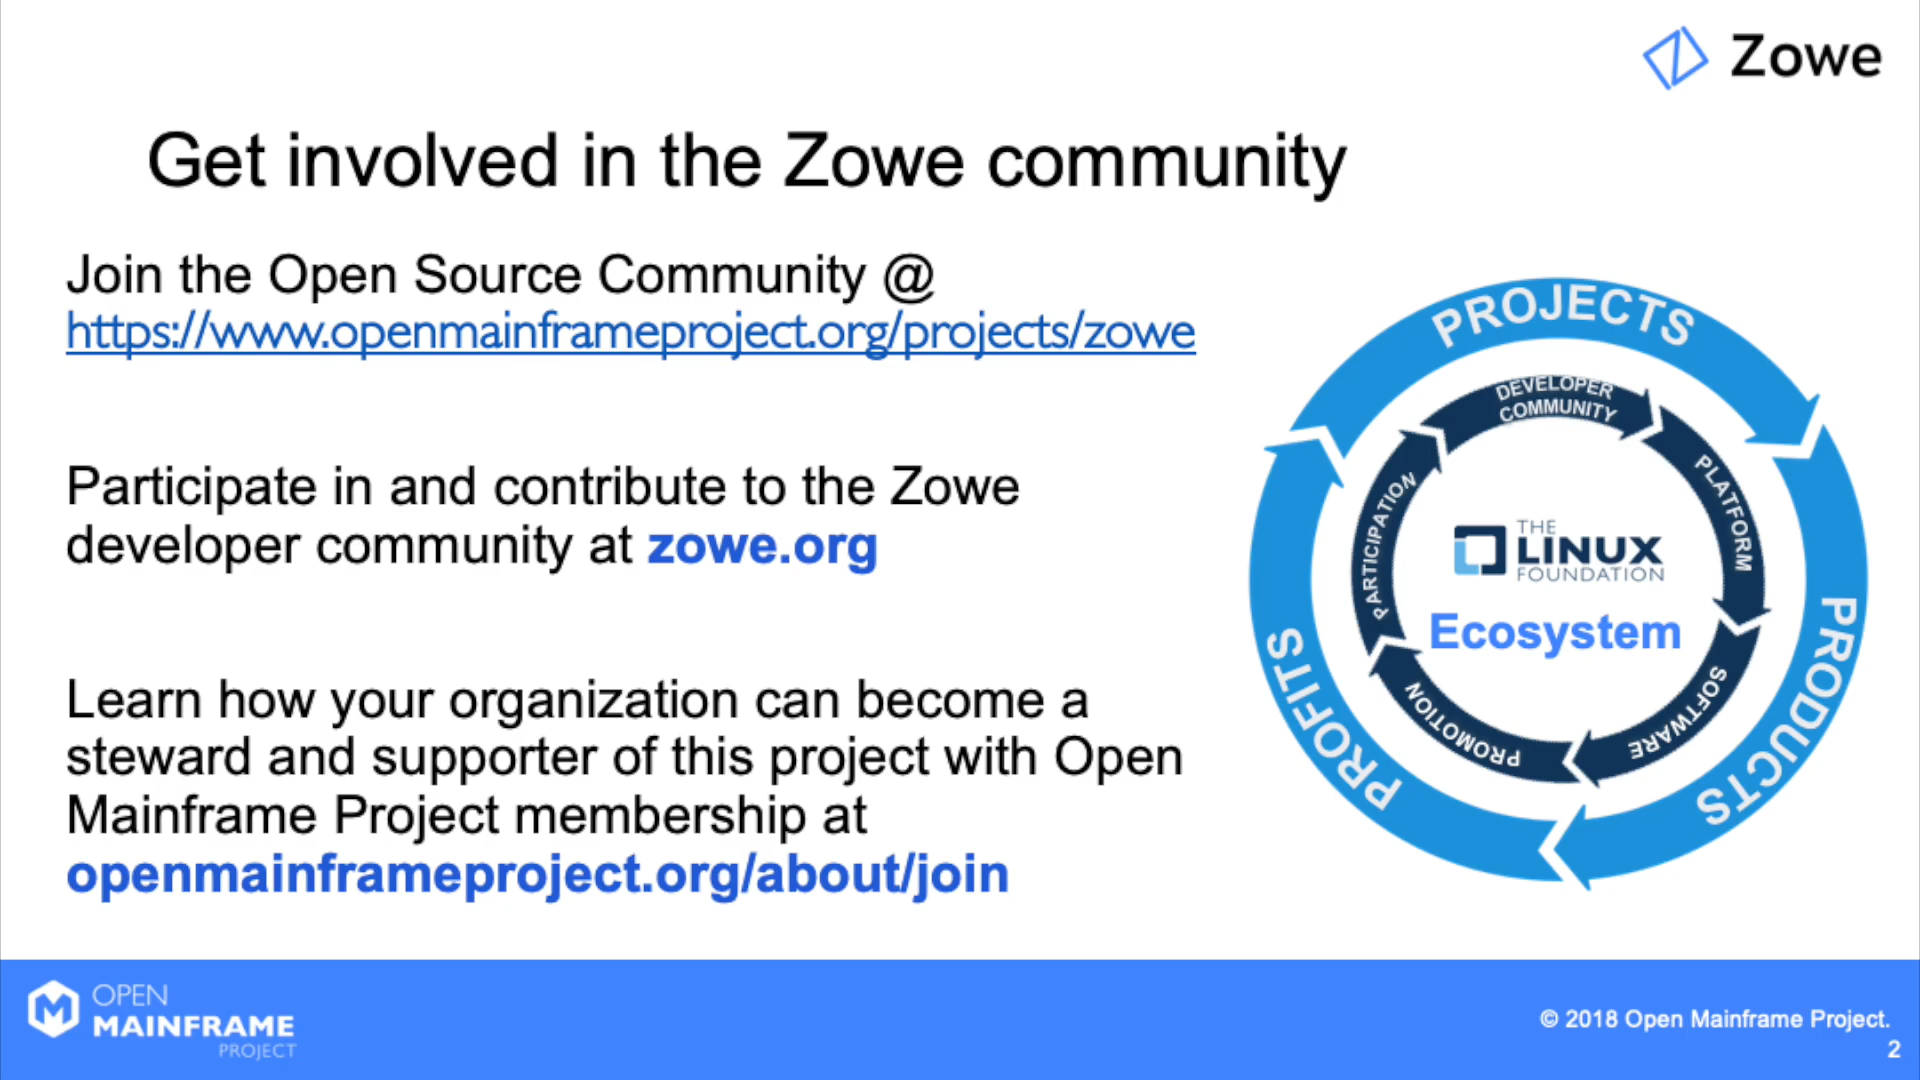 Zowe
Get involved in the Zowe community
Join the Open Source Community @
https://www.openmainframeproject.org/projects/zowe
Participate in and contribute to the Zowe
developer community at zowe.org
Learn how your organization can become a
steward and supporter of this project with Open
Mainframe Project membership at
openmainframeproject.org/about/join
PROJECTS
PRODUCTS
PROFITS
DEVELOPER
COMMUNITY
PLATFORM
SOFTWARE
PROMOTION
PARTICIPATION
THE
LINUX
FOUNDATION
Ecosystem
OPEN
MAINFRAME
PROJECT
© 2018 Open Mainframe Project.
2